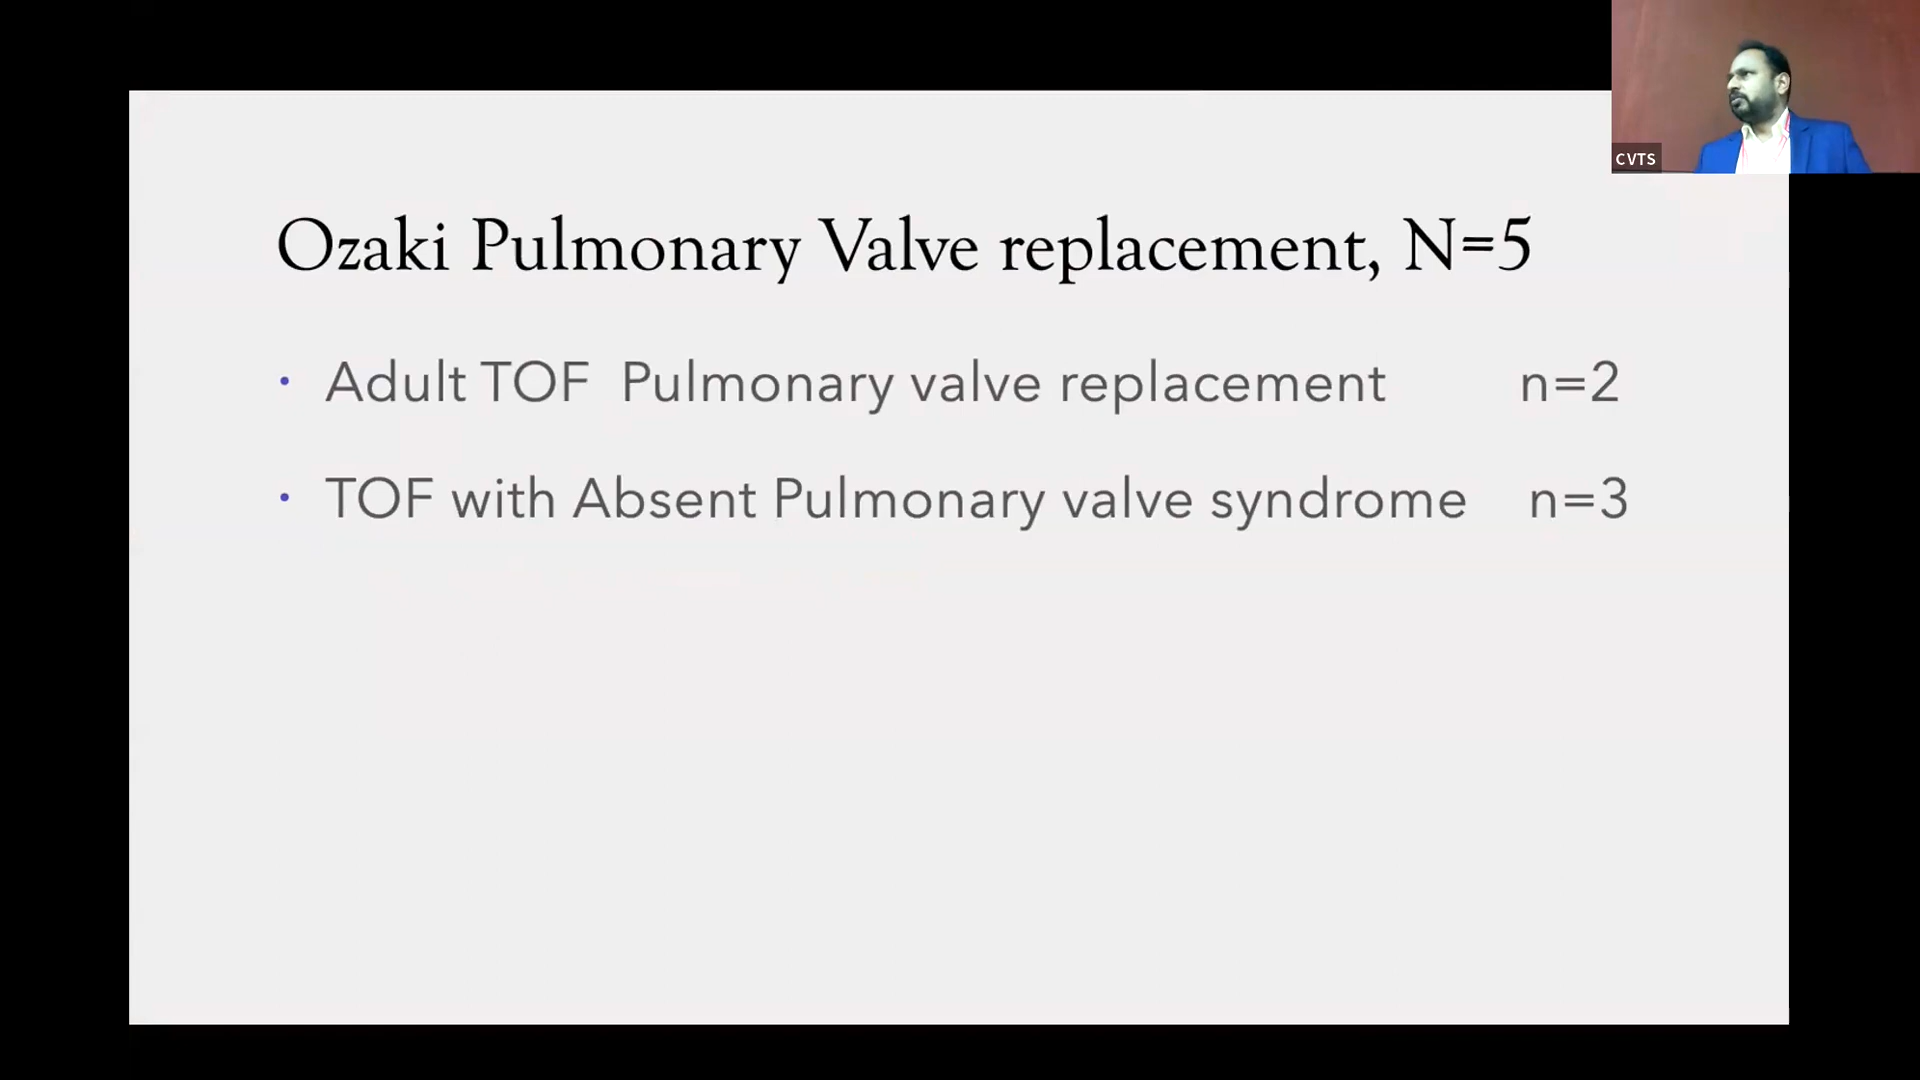 CVTS
Ozaki Pulmonary Valve replacement, N=5
• Adult TOF Pulmonary valve replacement n=2
• TOF with Absent Pulmonary valve syndrome n=3